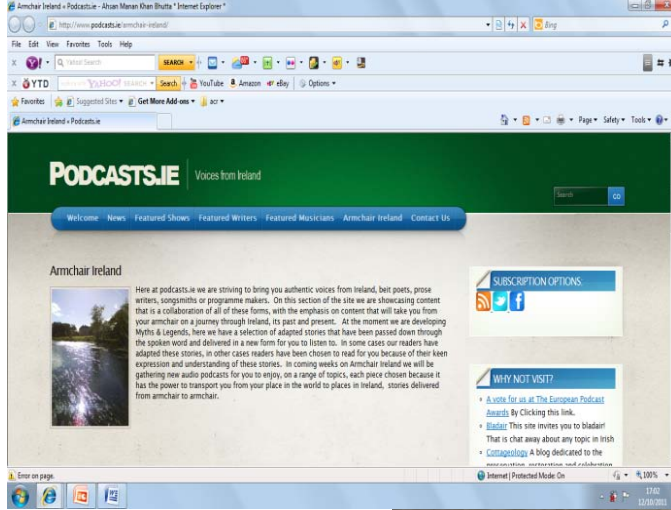 Armchair Ireland « Podcasts.ie - Ahsan Manan Khan Bhutta * Internet Explorer *
http://www.podcasts.ie/armchair-ireland/
Bing
File Edit View Favorites Tools Help
Y! Yahoo Search SEARCH
YTD YAHOO! SEARCH Search YouTube Amazon eBay Options
Favorites Suggested Sites Get More Add-ons acr
Armchair Ireland « Podcasts.ie
Page Safety Tools
PODCASTS.IE Voices from Ireland
Search GO
Welcome News Featured Shows Featured Writers Featured Musicians Armchair Ireland Contact Us
Armchair Ireland
Here at podcasts.ie we are striving to bring you authentic voices from Ireland, beit poets, prose
writers, songsmiths or programme makers. On this section of the site we are showcasing content
that is a collaboration of all of these forms, with the emphasis on content that will take you from
your armchair on a journey through Ireland, its past and present. At the moment we are developing
Myths & Legends, here we have a selection of adapted stories that have been passed down through
the spoken word and delivered in a new form for you to listen to. In some cases our readers have
adapted these stories, in other cases readers have been chosen to read for you because of their keen
expression and understanding of these stories. In coming weeks on Armchair Ireland we will be
gathering new audio podcasts for you to enjoy, on a range of topics, each piece chosen because it
has the power to transport you from your place in the world to places in Ireland, stories delivered
from armchair to armchair.
SUBSCRIPTION OPTIONS:
WHY NOT VISIT?
A vote for us at The European Podcast
Awards By Clicking this link.
Bladair This site invites you to bladair!
That is chat away about any topic in Irish
Cottageology A blog dedicated to the
preservation, restoration and celebration
Error on page.
Internet | Protected Mode: On
100%
17:02
12/10/2011